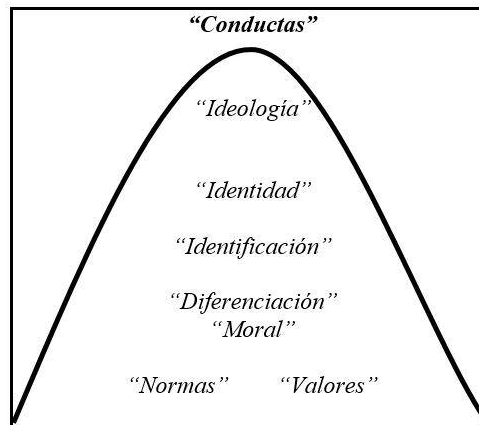 “Conductas”
“Ideología”
“Identidad”
“Identificación”
“Diferenciación”
“Moral”
“Normas” “Valores”